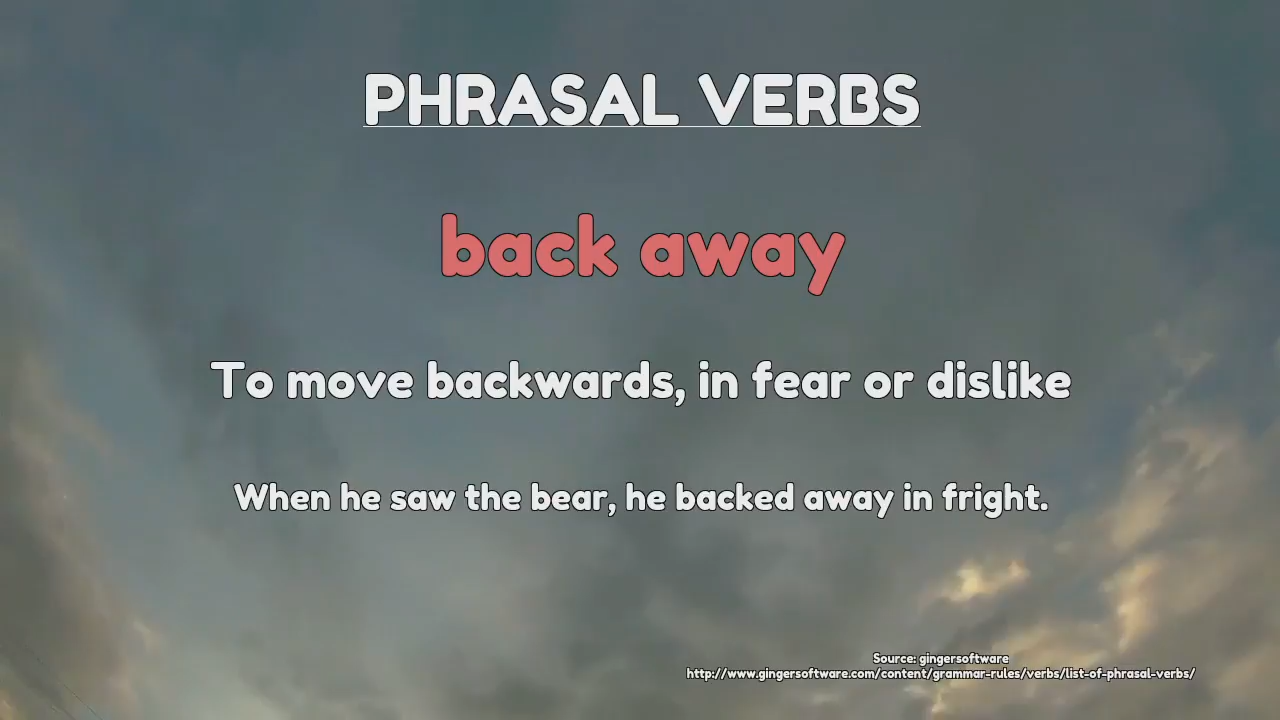 PHRASAL VERBS
back away
To move backwards, in fear or dislike
When he saw the bear, he backed away in fright.
Source: gingersoftware
http://www.gingersoftware.com/content/grammar-rules/verbs/list-of-phrasal-verbs/